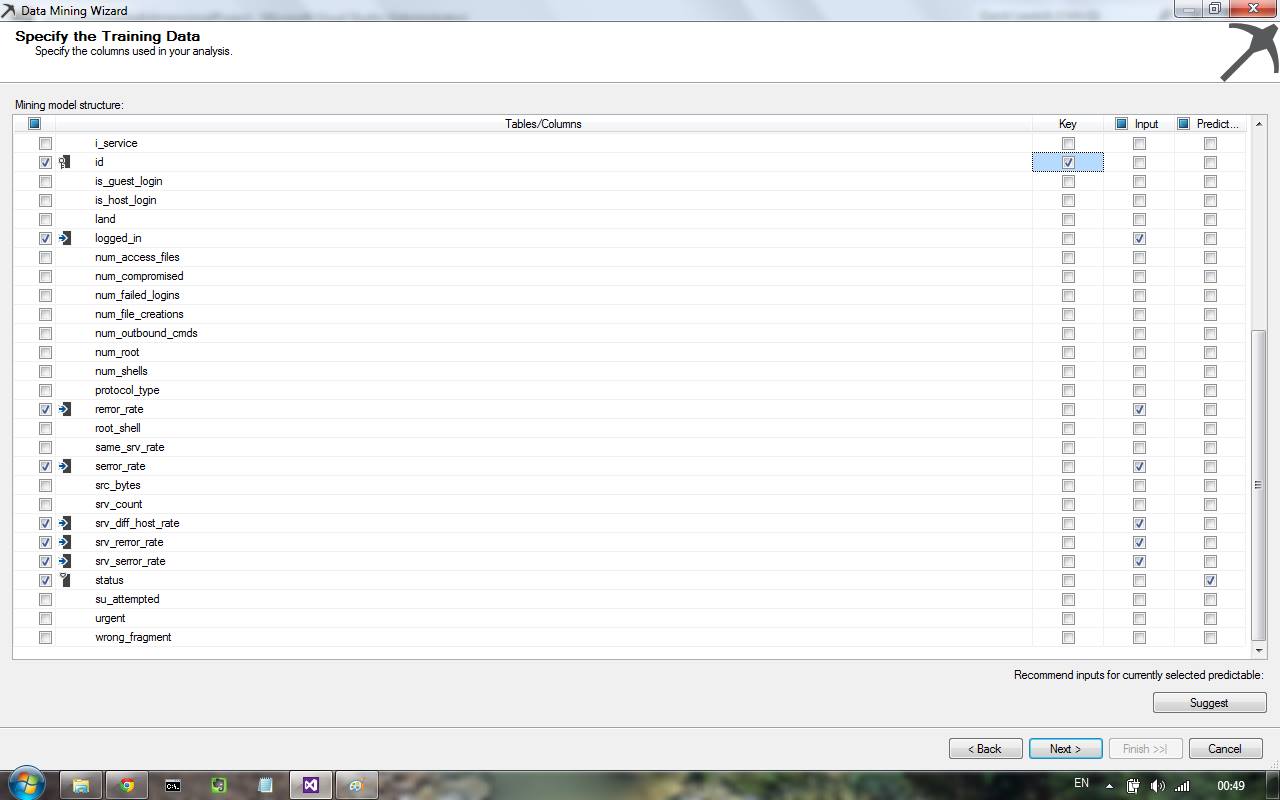 Data Mining Wizard
Specify the Training Data
Specify the columns used in your analysis.
Mining model structure:
Tables/Columns Key Input Predict...
i_service
id
is_guest_login
is_host_login
land
logged_in
num_access_files
num_compromised
num_failed_logins
num_file_creations
num_outbound_cmds
num_root
num_shells
protocol_type
rerror_rate
root_shell
same_srv_rate
serror_rate
src_bytes
srv_count
srv_diff_host_rate
srv_rerror_rate
srv_serror_rate
status
su_attempted
urgent
wrong_fragment
Recommend inputs for currently selected predictable:
Suggest
< Back Next > Finish >>| Cancel
EN 00:49